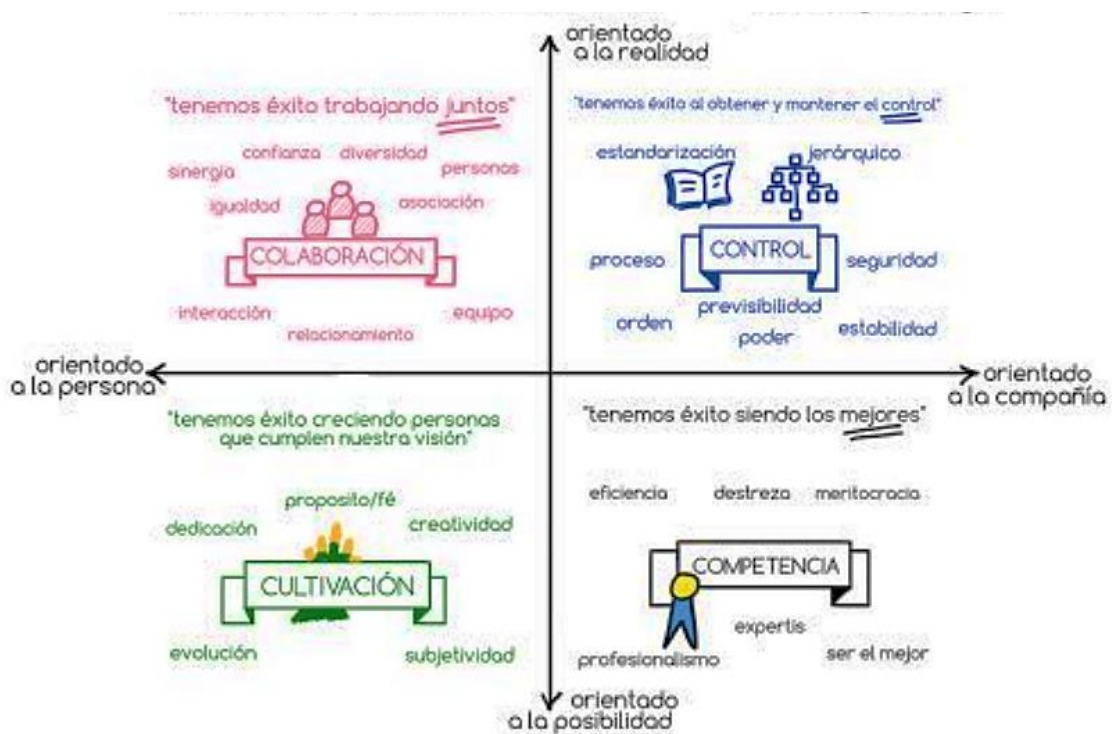 orientado
a la realidad
"tenemos éxito trabajando juntos"
confianza
diversidad
sinergía
personas
igualdad
asociación
COLABORACIÓN
interacción
equipo
relacionamiento
"tenemos éxito al obtener y mantener el control"
estandarización
jerárquico
CONTROL
proceso
seguridad
previsibilidad
orden
poder
estabilidad
orientado
a la persona
orientado
a la compañía
"tenemos éxito creciendo personas
que cumplen nuestra visión"
proposito/fé
dedicación
creatividad
CULTIVACIÓN
evolución
subjetividad
"tenemos éxito siendo los mejores"
eficiencia
destreza
meritocracia
COMPETENCIA
expertis
profesionalismo
ser el mejor
orientado
a la posibilidad